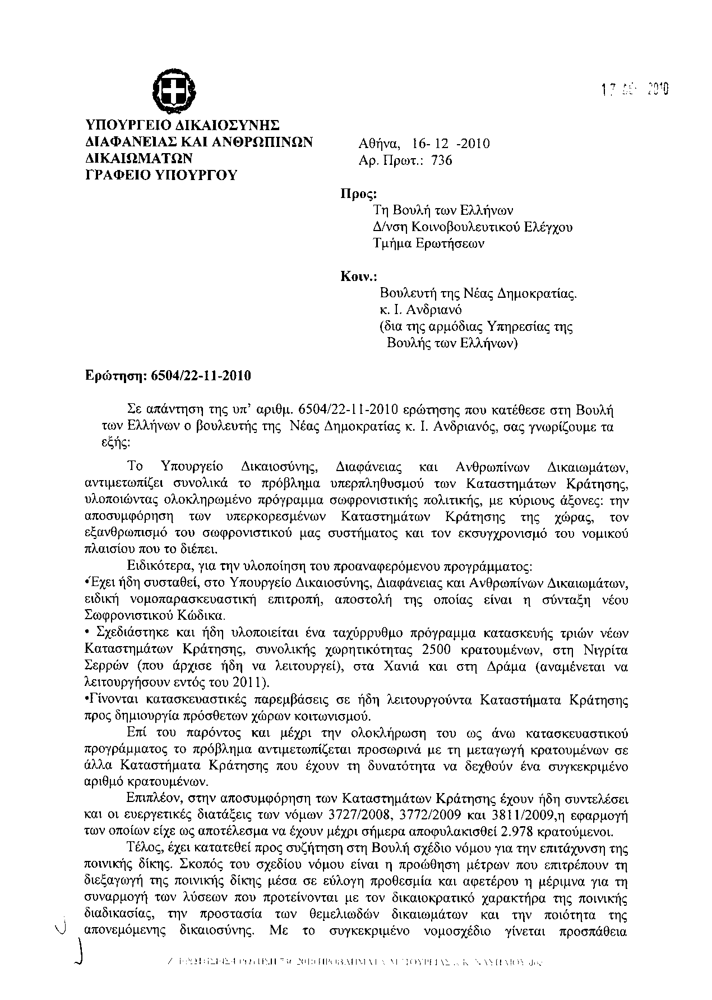 17 2010
ΥΠΟΥΡΓΕΙΟ ΔΙΚΑΙΟΣΥΝΗΣ
ΔΙΑΦΑΝΕΙΑΣ ΚΑΙ ΑΝΘΡΩΠΙΝΩΝ
ΔΙΚΑΙΩΜΑΤΩΝ
ΓΡΑΦΕΙΟ ΥΠΟΥΡΓΟΥ
Αθήνα, 16- 12 -2010
Αρ. Πρωτ.: 736
Προς:
Τη Βουλή των Ελλήνων
Δ/νση Κοινοβουλευτικού Ελέγχου
Τμήμα Ερωτήσεων
Κοιν.:
Βουλευτή της Νέας Δημοκρατίας.
κ. Ι. Ανδριανό
(δια της αρμόδιας Υπηρεσίας της
Βουλής των Ελλήνων)
Ερώτηση: 6504/22-11-2010
Σε απάντηση της υπ’ αριθμ. 6504/22-11-2010 ερώτησης που κατέθεσε στη Βουλή
των Ελλήνων ο βουλευτής της Νέας Δημοκρατίας κ. Ι. Ανδριανός, σας γνωρίζουμε τα
εξής:
Το Υπουργείο Δικαιοσύνης, Διαφάνειας και Ανθρωπίνων Δικαιωμάτων,
αντιμετωπίζει συνολικά το πρόβλημα υπερπληθυσμού των Καταστημάτων Κράτησης,
υλοποιώντας ολοκληρωμένο πρόγραμμα σωφρονιστικής πολιτικής, με κύριους άξονες: την
αποσυμφόρηση των υπερκορεσμένων Καταστημάτων Κράτησης της χώρας, τον
εξανθρωπισμό του σωφρονιστικού μας συστήματος και τον εκσυγχρονισμό του νομικού
πλαισίου που το διέπει.
Ειδικότερα, για την υλοποίηση του προαναφερόμενου προγράμματος:
•Έχει ήδη συσταθεί, στο Υπουργείο Δικαιοσύνης, Διαφάνειας και Ανθρωπίνων Δικαιωμάτων,
ειδική νομοπαρασκευαστική επιτροπή, αποστολή της οποίας είναι η σύνταξη νέου
Σωφρονιστικού Κώδικα.
• Σχεδιάστηκε και ήδη υλοποιείται ένα ταχύρρυθμο πρόγραμμα κατασκευής τριών νέων
Καταστημάτων Κράτησης, συνολικής χωρητικότητας 2500 κρατουμένων, στη Νιγρίτα
Σερρών (που άρχισε ήδη να λειτουργεί), στα Χανιά και στη Δράμα (αναμένεται να
λειτουργήσουν εντός του 2011).
•Γίνονται κατασκευαστικές παρεμβάσεις σε ήδη λειτουργούντα Καταστήματα Κράτησης
προς δημιουργία πρόσθετων χώρων κοιτωνισμού.
Επί του παρόντος και μέχρι την ολοκλήρωση του ως άνω κατασκευαστικού
προγράμματος το πρόβλημα αντιμετωπίζεται προσωρινά με τη μεταγωγή κρατουμένων σε
άλλα Καταστήματα Κράτησης που έχουν τη δυνατότητα να δεχθούν ένα συγκεκριμένο
αριθμό κρατουμένων.
Επιπλέον, στην αποσυμφόρηση των Καταστημάτων Κράτησης έχουν ήδη συντελέσει
και οι ευεργετικές διατάξεις των νόμων 3727/2008, 3772/2009 και 3811/2009,η εφαρμογή
των οποίων είχε ως αποτέλεσμα να έχουν μέχρι σήμερα αποφυλακισθεί 2.978 κρατούμενοι.
Τέλος, έχει κατατεθεί προς συζήτηση στη Βουλή σχέδιο νόμου για την επιτάχυνση της
ποινικής δίκης. Σκοπός του σχεδίου νόμου είναι η προώθηση μέτρων που επιτρέπουν τη
διεξαγωγή της ποινικής δίκης μέσα σε εύλογη προθεσμία και αφετέρου η μέριμνα για τη
συναρμογή των λύσεων που προτείνονται με τον δικαιοκρατικό χαρακτήρα της ποινικής
διαδικασίας, την προστασία των θεμελιωδών δικαιωμάτων και την ποιότητα της
απονεμόμενης δικαιοσύνης. Με το συγκεκριμένο νομοσχέδιο γίνεται προσπάθεια